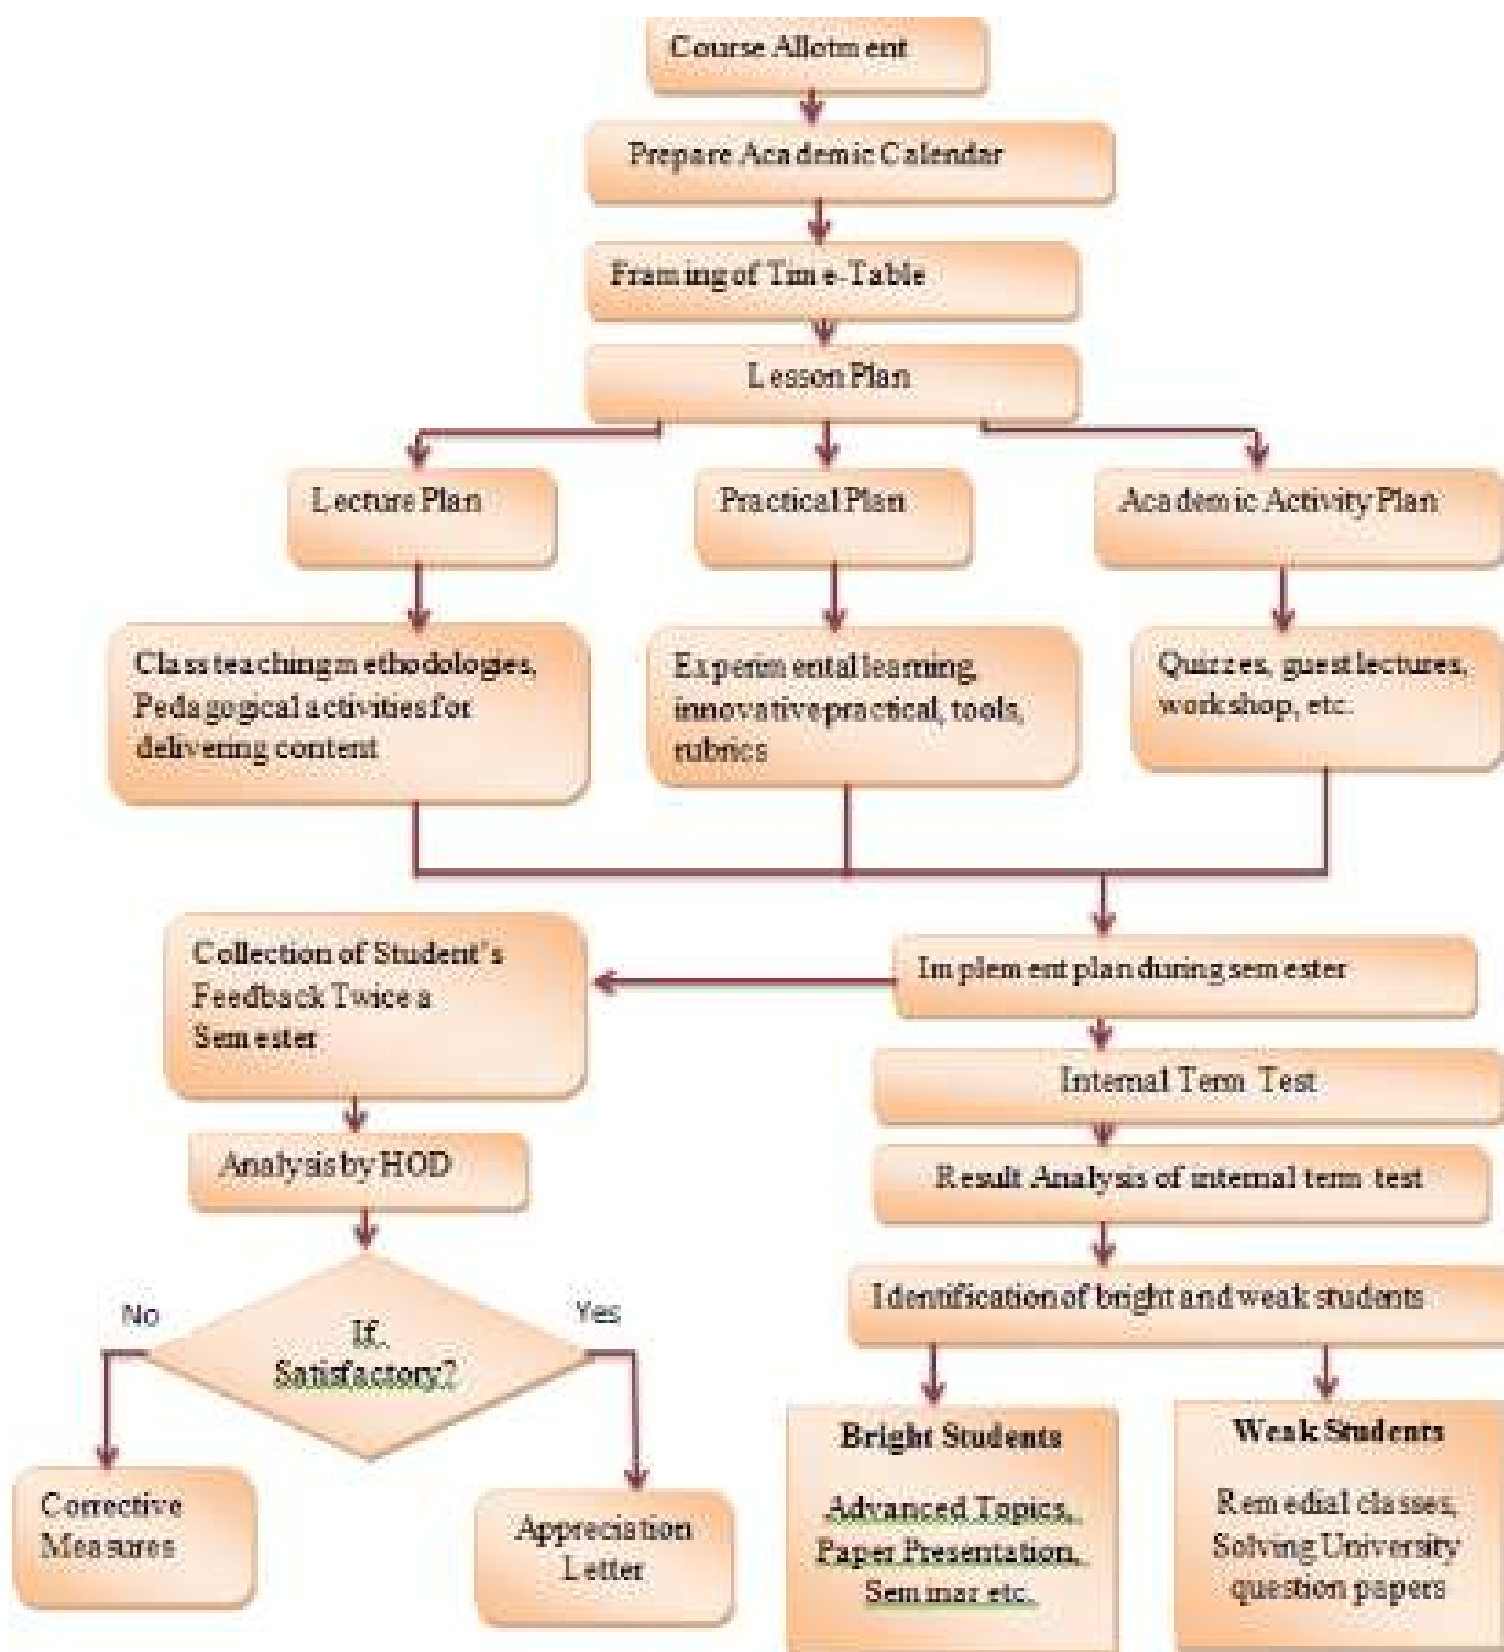 Course Allotment
Prepare Academic Calendar
Framing of Time-Table
Lesson Plan
Lecture Plan
Practical Plan
Academic Activity Plan
Class teaching methodologies,
Pedagogical activities for
delivering content
Experimental learning,
innovative practical, tools,
rubrics
Quizzes, guest lectures,
workshop, etc.
Collection of Student's
Feedback Twice a
Semester
Implement plan during semester
Internal Term Test
Analysis by HOD
Result Analysis of internal term test
Identification of bright and weak students
No
Yes
If
Satisfactory?
Corrective
Measures
Appreciation
Letter
Bright Students
Advanced Topics,
Paper Presentation,
Seminar etc.
Weak Students
Remedial classes,
Solving University
question papers